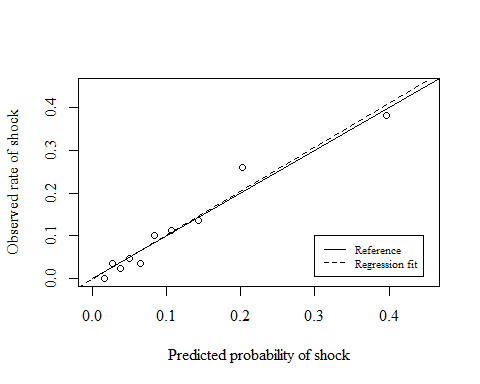 Observed rate of shock
0.4
0.3
0.2
0.1
0.0
Reference
Regression fit
0.0 0.1 0.2 0.3 0.4
Predicted probability of shock